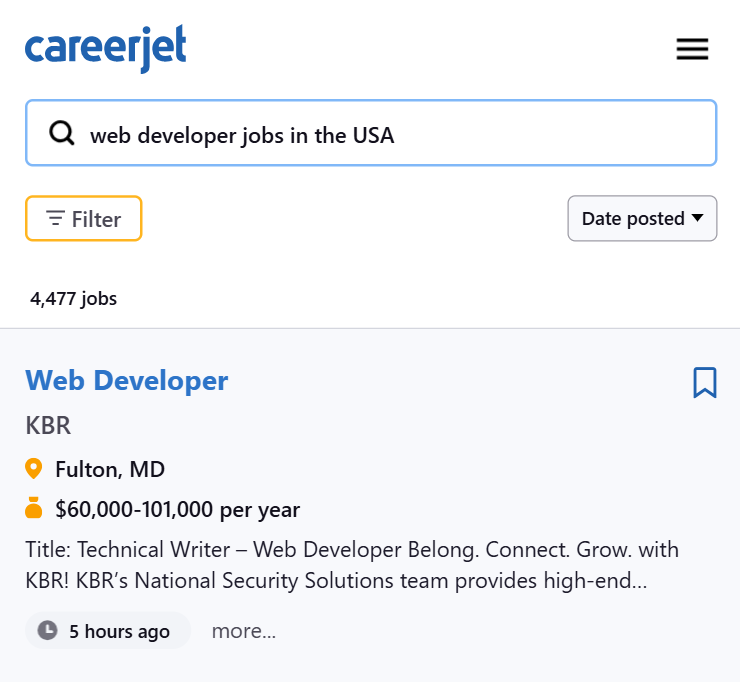 careerjet
web developer jobs in the USA
Filter
Date posted
4,477 jobs
Web Developer
KBR
Fulton, MD
$60,000-101,000 per year
Title: Technical Writer – Web Developer Belong. Connect. Grow. with
KBR! KBR’s National Security Solutions team provides high-end...
5 hours ago more...